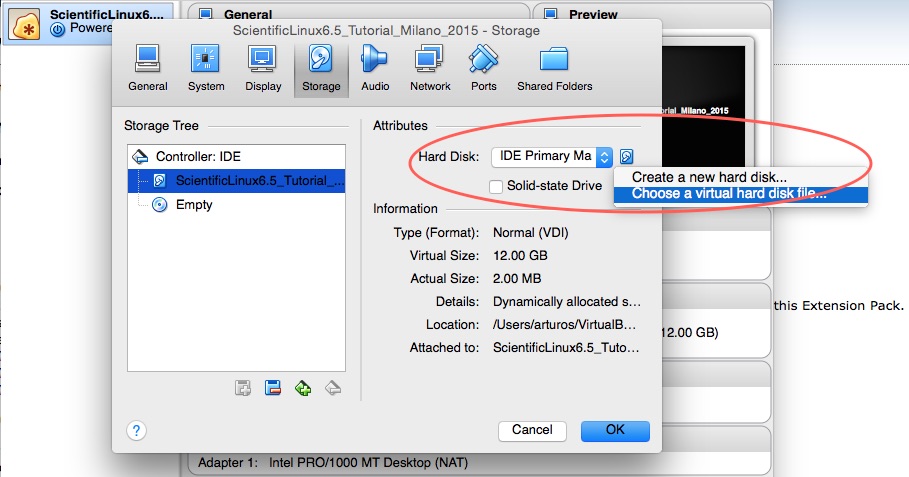 ScientificLinux6....
Powere
General
Preview
ScientificLinux6.5_Tutorial_Milano_2015 - Storage
General
System
Display
Storage
Audio
Network
Ports
Shared Folders
orial_Milano_2015
Storage Tree
Attributes
Controller: IDE
Hard Disk:
IDE Primary Ma
ScientificLinux6.5_Tutorial_...
Solid-state Drive
Create a new hard disk...
Choose a virtual hard disk file...
Empty
Information
Type (Format): Normal (VDI)
Virtual Size: 12.00 GB
Actual Size: 2.00 MB
Details: Dynamically allocated s...
Location: /Users/arturos/VirtualB...
Attached to: ScientificLinux6.5_Tuto...
this Extension Pack.
12.00 GB)
?
Cancel
OK
Adapter 1: Intel PRO/1000 MT Desktop (NAT)